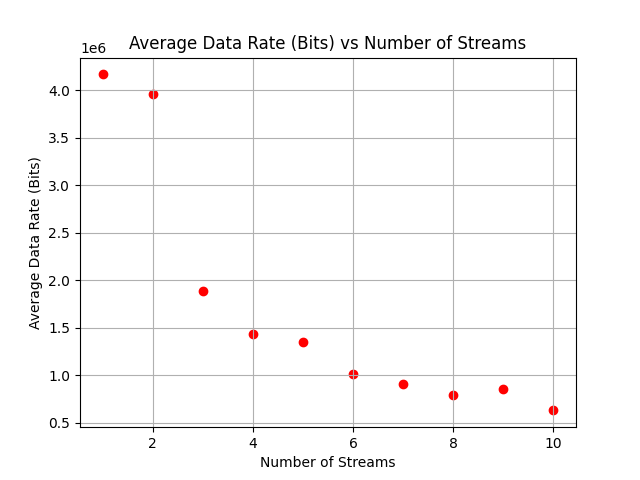 Average Data Rate (Bits) vs Number of Streams
1e6
4.0
3.5
3.0
2.5
2.0
1.5
1.0
0.5
Average Data Rate (Bits)
2 4 6 8 10
Number of Streams